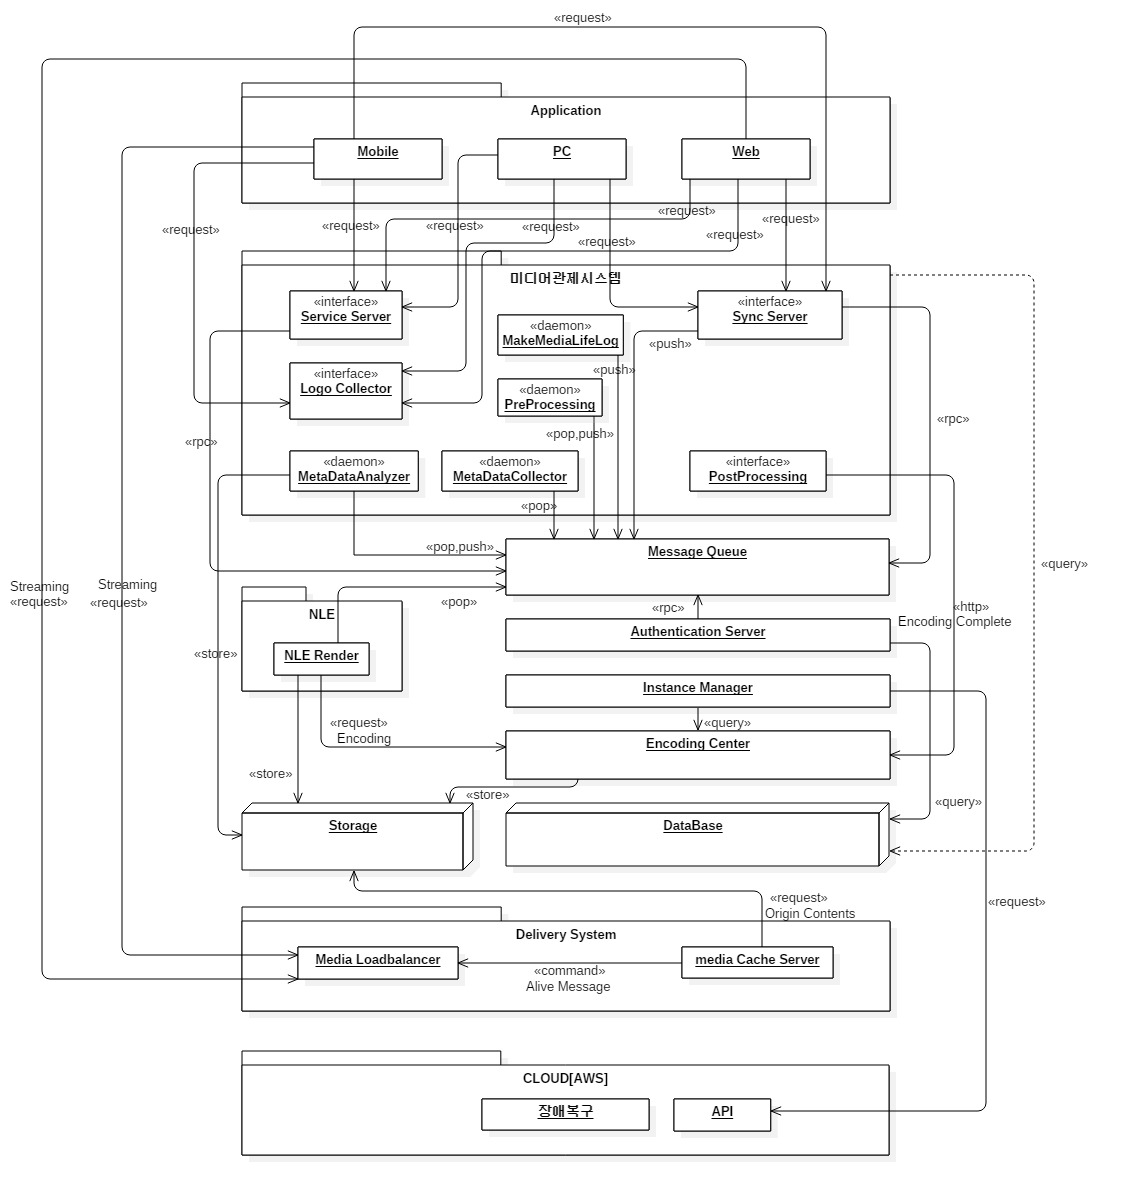 «request»
Application
Mobile
PC
Web
«request»
«request»
«request»
«request»
«request»
«request»
«request»
«request»
미디어관제시스템
«interface»
Service Server
«interface»
Sync Server
«daemon»
MakeMediaLifeLog
«push»
«interface»
Logo Collector
«push»
«daemon»
PreProcessing
«rpc»
«pop,push»
«rpc»
«daemon»
MetaDataAnalyzer
«daemon»
MetaDataCollector
«interface»
PostProcessing
«pop»
«pop,push»
Message Queue
«query»
Streaming
«request»
Streaming
«request»
«pop»
«rpc»
«http»
Encoding Complete
NLE
Authentication Server
«store»
NLE Render
Instance Manager
«request»
Encoding
«query»
Encoding Center
«store»
«store»
«query»
Storage
DataBase
«request»
Origin Contents
«request»
Delivery System
Media Loadbalancer
media Cache Server
«command»
Alive Message
CLOUD[AWS]
장애복구
API